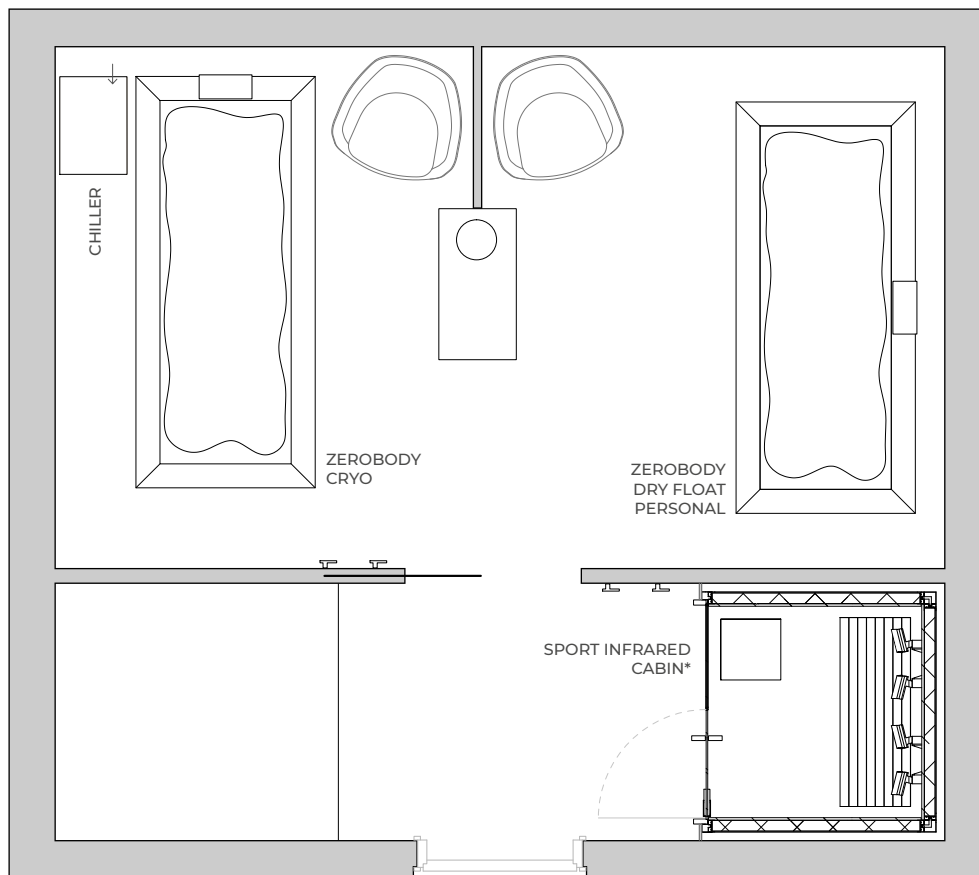 CHILLER
ZEROBODY
CRYO
ZEROBODY
DRY FLOAT
PERSONAL
SPORT INFRARED
CABIN*